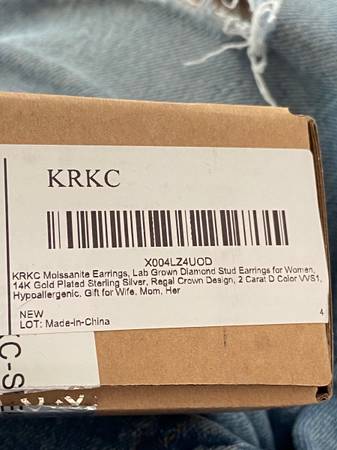 KRKC
X004LZ4UOD
KRKC Moissanite Earrings, Lab Grown Diamond Stud Earrings for Women,
14K Gold Plated Sterling Silver, Regal Crown Design, 2 Carat D Color VVS1,
Hypoallergenic. Gift for Wife, Mom, Her
NEW
LOT: Made-in-China
4